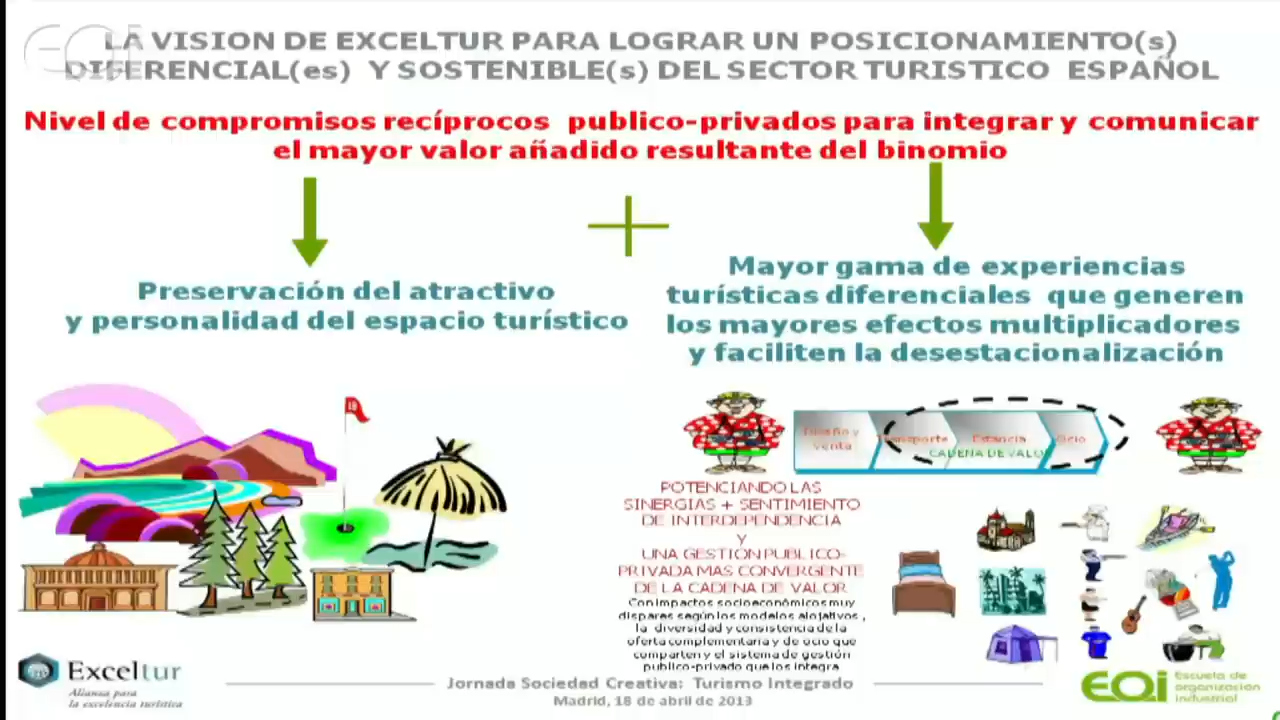 EOi
LA VISION DE EXCELTUR PARA LOGRAR UN POSICIONAMIENTO(s)
DIFERENCIAL(es) Y SOSTENIBLE(s) DEL SECTOR TURISTICO ESPAÑOL
Nivel de compromisos recíprocos publico-privados para integrar y comunicar
el mayor valor añadido resultante del binomio
Preservación del atractivo
y personalidad del espacio turístico
Mayor gama de experiencias
turísticas diferenciales que generen
los mayores efectos multiplicadores
y faciliten la desestacionalización
18
Diseño y
venta
Transporte
Estancia
Ocio
CADENA DE VALOR
POTENCIANDO LAS
SINERGIAS + SENTIMIENTO
DE INTERDEPENDENCIA
Y
UNA GESTION PUBLICO-
PRIVADA MAS CONVERGENTE
DE LA CADENA DE VALOR
Con impactos socioeconómicos muy
dispares según los modelos alojativos,
la diversidad y consistencia de la
oferta complementaria y de ocio que
comparten y el sistema de gestión
publico-privado que los integra
Exceltur
Alianza para
la excelencia turística
Jornada Sociedad Creativa: Turismo Integrado
Madrid, 18 de abril de 2013
EOi
Escuela de
organización
industrial